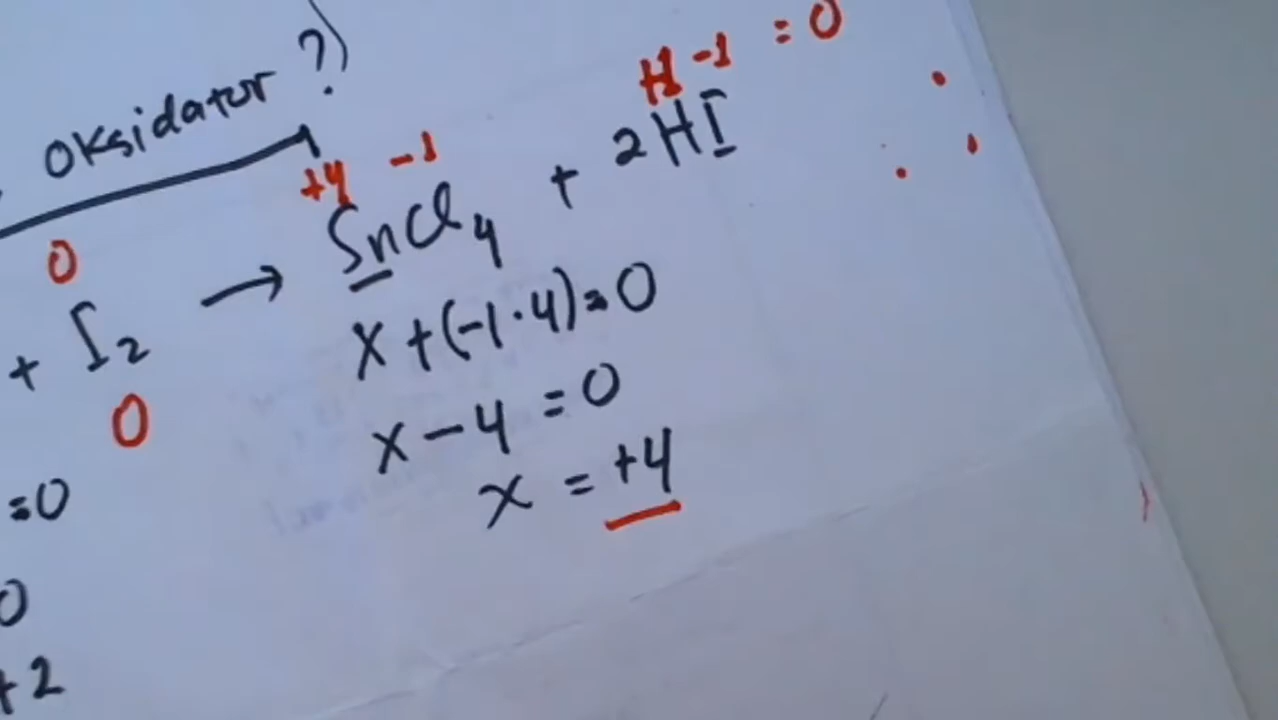 oksidator?)
+1 -1 = 0
+4 -1
0
+ I₂ → SnCl₄ + 2HI
0
x + (-1·4) = 0
x - 4 = 0
x = +4
=0
0
+2